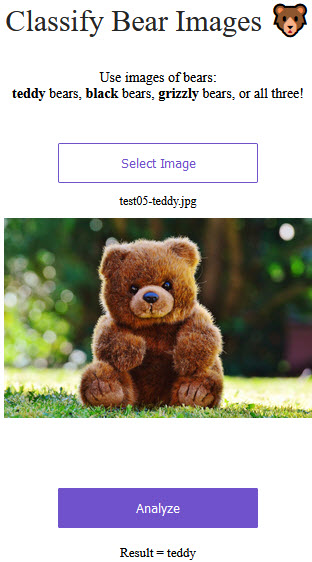 Classify Bear Images
Use images of bears:
teddy bears, black bears, grizzly bears, or all three!
Select Image
test05-teddy.jpg
Analyze
Result = teddy